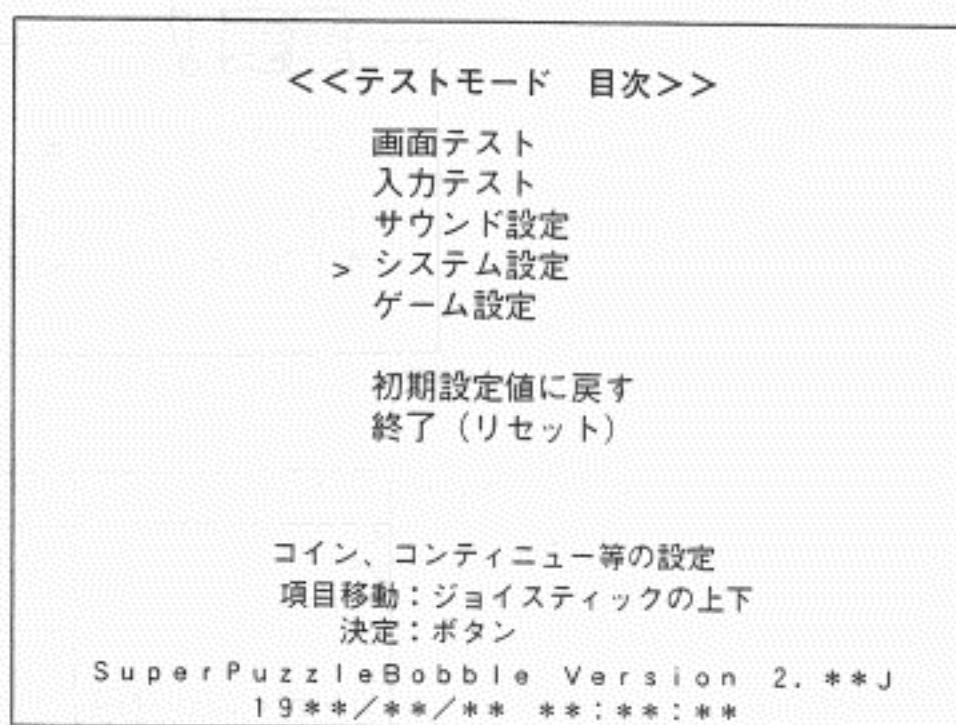 <<テストモード　目次>>
画面テスト
入力テスト
サウンド設定
> システム設定
ゲーム設定
初期設定値に戻す
終了（リセット）
コイン、コンティニュー等の設定
項目移動：ジョイスティックの上下
決定：ボタン
SuperPuzzleBobble Version 2.**J
19**/**/** **:**:**